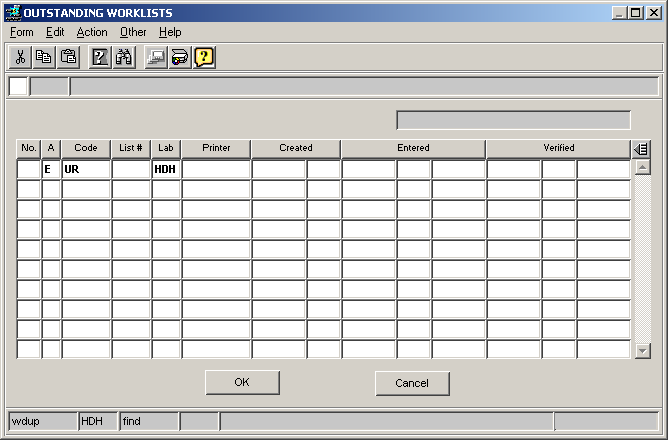 OUTSTANDING WORKLISTS
Form Edit Action Other Help
No. A Code List # Lab Printer Created Entered Verified
E UR HDH
OK Cancel
wdup HDH find